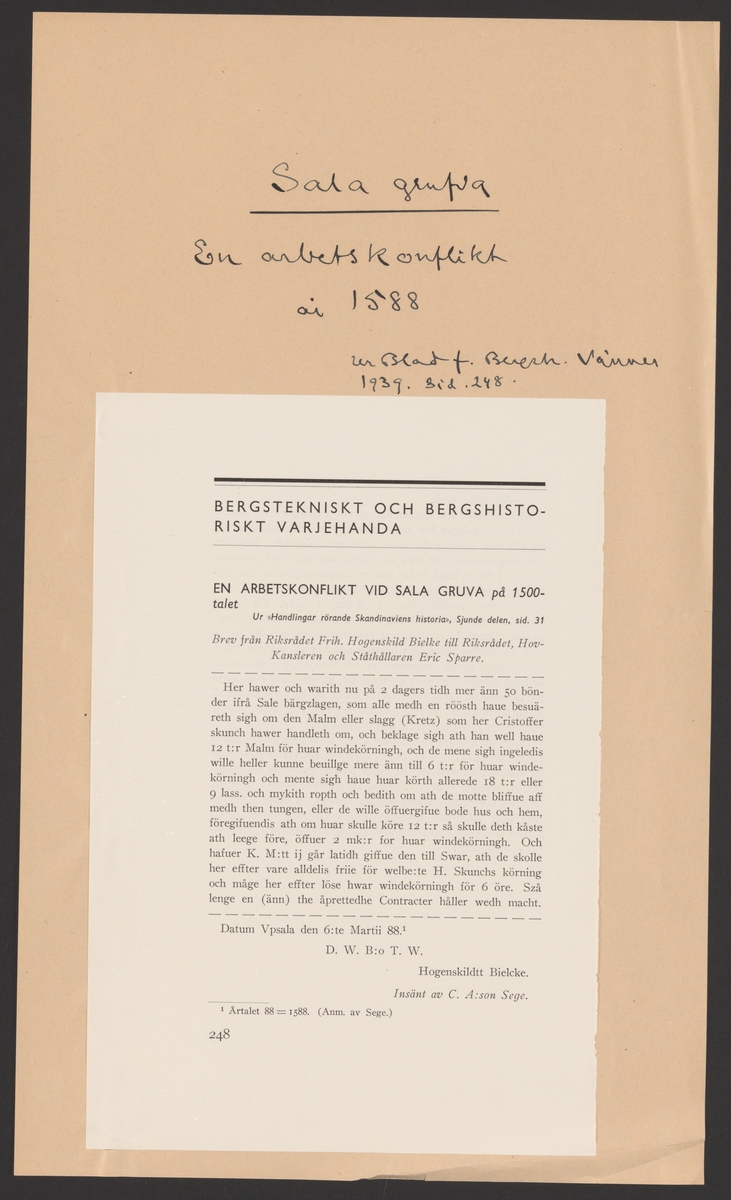 Sala grufva
En arbetskonflikt
år 1588
ur Blad f. Bergsh. Vänner
1939. Sid. 248.
BERGSTEKNISKT OCH BERGSHISTO-
RISKT VARJEHANDA
EN ARBETSKONFLIKT VID SALA GRUVA på 1500-
talet
Ur »Handlingar rörande Skandinaviens historia», Sjunde delen, sid. 31
Brev från Riksrådet Frih. Hogenskild Bielke till Riksrådet, Hov-
Kansleren och Ståthållaren Eric Sparre.
Her hawer och warith nu på 2 dagers tidh mer änn 50 bön-
der ifrå Sale bärgzlagen, som alle medh en röösth haue besuä-
reth sigh om den Malm eller slagg (Kretz) som her Cristoffer
skunch hawer handleth om, och beklage sigh ath han well haue
12 t:r Malm för huar windekörningh, och de mene sigh ingeledis
wille heller kunne beuillge mere änn till 6 t:r för huar winde-
körningh och mente sigh haue huar körth allerede 18 t:r eller
9 lass. och mykith ropth och bedith om ath de motte bliffue aff
medh then tungen, eller de wille öffuergifue bode hus och hem,
föregifuendis ath om huar skulle köre 12 t:r så skulle deth kåste
ath leege före, öffuer 2 mk:r for huar windekörningh. Och
hafuer K. M:tt ij går latidh giffue den till Swar, ath de skolle
her effter vare alldelis friie för welbe:te H. Skunchs körning
och måge her effter löse hwar windekörningh för 6 öre. Szå
lenge en (änn) the åprettedhe Contracter håller wedh macht.
Datum Vpsala den 6:te Martii 88.¹
D. W. B:o T. W.
Hogenskildtt Bielcke.
Insänt av C. A:son Sege.
¹ Årtalet 88 = 1588. (Anm. av Sege.)
248